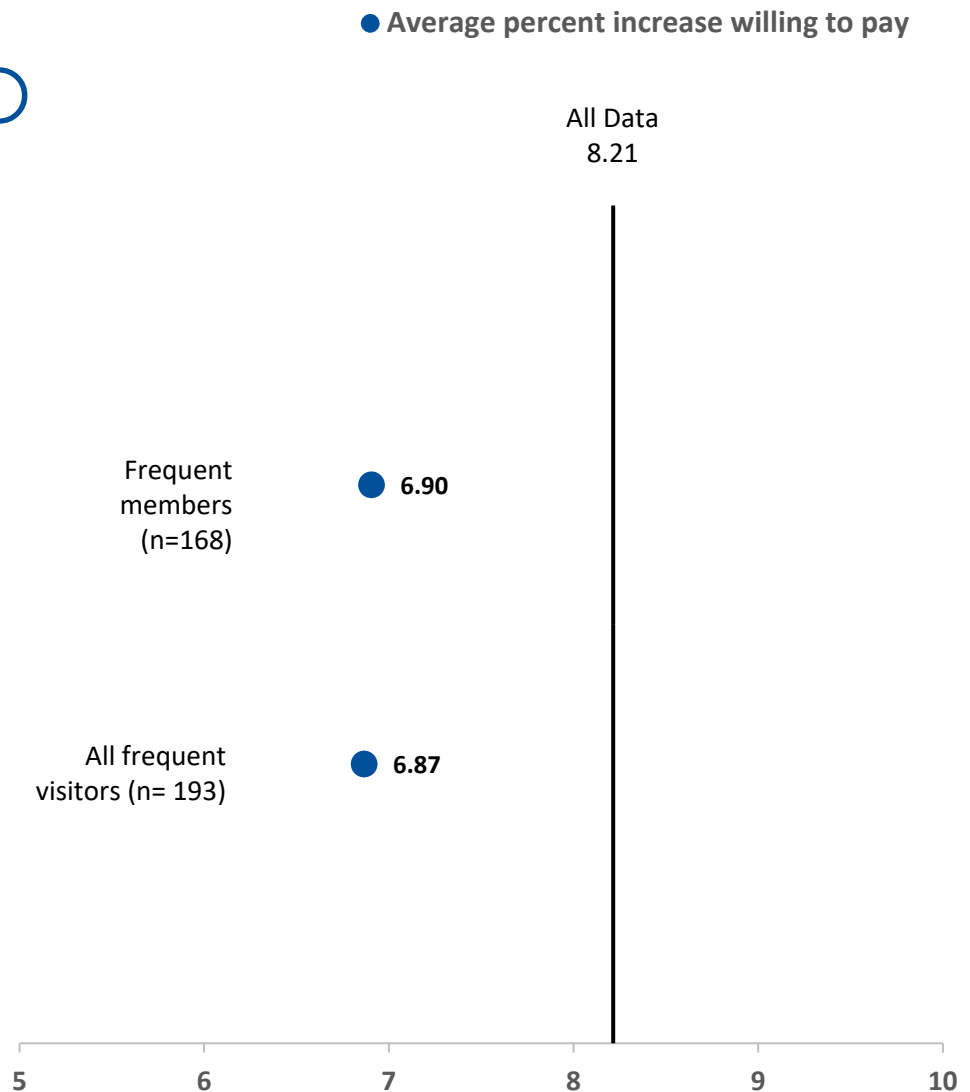 Average percent increase willing to pay
All Data
8.21
Frequent
members
(n=168)
6.90
All frequent
visitors (n= 193)
6.87
5 6 7 8 9 10